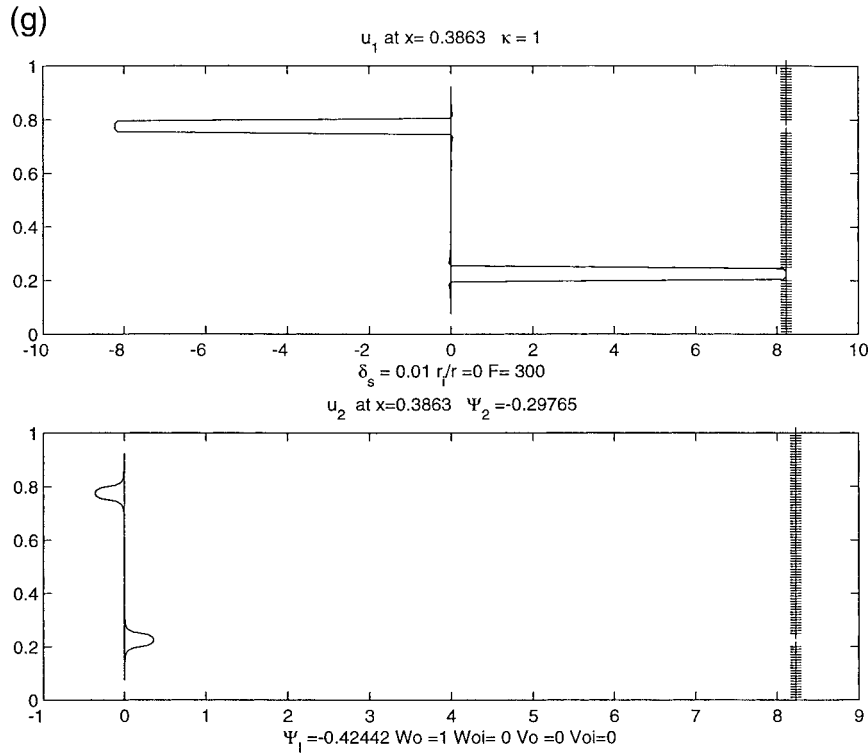 (g)
u₁ at x= 0.3863 κ = 1
1
0.8
0.6
0.4
0.2
0
-10 -8 -6 -4 -2 0 2 4 6 8 10
δₛ = 0.01 rᵢ/r =0 F= 300
u₂ at x=0.3863 Ψ₂ =-0.29765
1
0.8
0.6
0.4
0.2
0
-1 0 1 2 3 4 5 6 7 8 9
Ψ₁ =-0.42442 Wo =1 Woi= 0 Vo =0 Voi=0